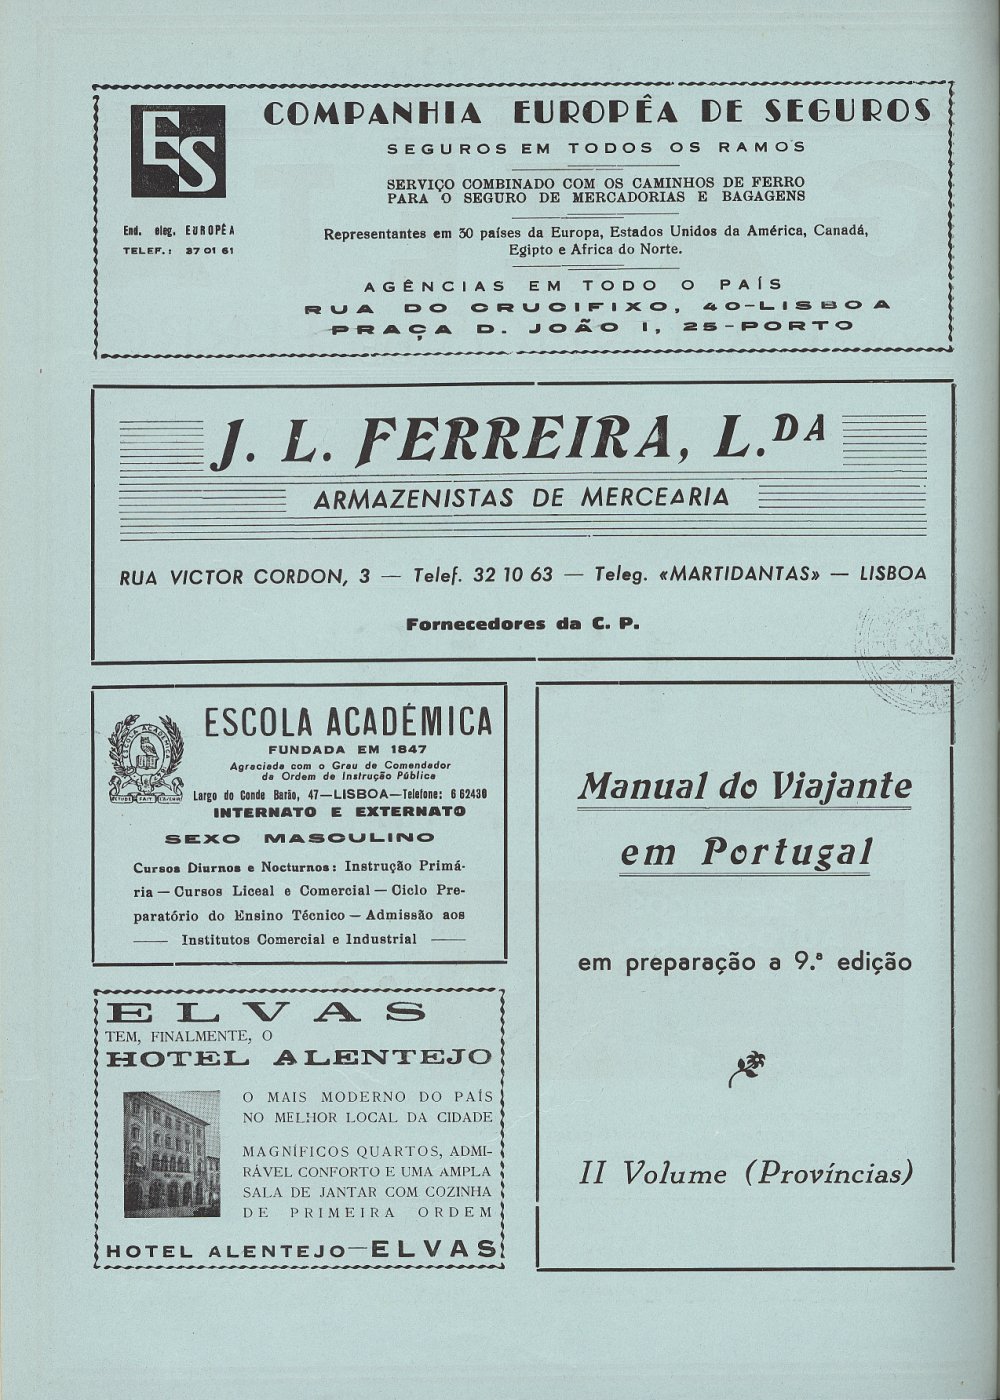 ES
COMPANHIA EUROPÊA DE SEGUROS
SEGUROS EM TODOS OS RAMOS
SERVIÇO COMBINADO COM OS CAMINHOS DE FERRO
PARA O SEGURO DE MERCADORIAS E BAGAGENS
End. eleg. EUROPÊA
TELEF.: 37 01 61
Representantes em 30 países da Europa, Estados Unidos da América, Canadá,
Egipto e Africa do Norte.
AGÊNCIAS EM TODO O PAÍS
RUA DO CRUCIFIXO, 40-LISBOA
PRAÇA D. JOÃO I, 25-PORTO
J. L. FERREIRA, L.DA
ARMAZENISTAS DE MERCEARIA
RUA VICTOR CORDON, 3 — Telef. 32 10 63 — Teleg. «MARTIDANTAS» — LISBOA
Fornecedores da C. P.
ESCOLA ACADÉMICA
FUNDADA EM 1847
Agraciada com o Grau de Comendador
da Ordem de Instrução Pública
Largo do Conde Barão, 47—LISBOA—Telefone: 6 62430
INTERNATO E EXTERNATO
SEXO MASCULINO
Cursos Diurnos e Nocturnos: Instrução Primá-
ria — Cursos Liceal e Comercial — Ciclo Pre-
paratório do Ensino Técnico — Admissão aos
Institutos Comercial e Industrial
ELVAS
TEM, FINALMENTE, O
HOTEL ALENTEJO
O MAIS MODERNO DO PAÍS
NO MELHOR LOCAL DA CIDADE
MAGNÍFICOS QUARTOS, ADMI-
RÁVEL CONFORTO E UMA AMPLA
SALA DE JANTAR COM COZINHA
DE PRIMEIRA ORDEM
HOTEL ALENTEJO—ELVAS
Manual do Viajante
em Portugal
em preparação a 9.ª edição
II Volume (Províncias)